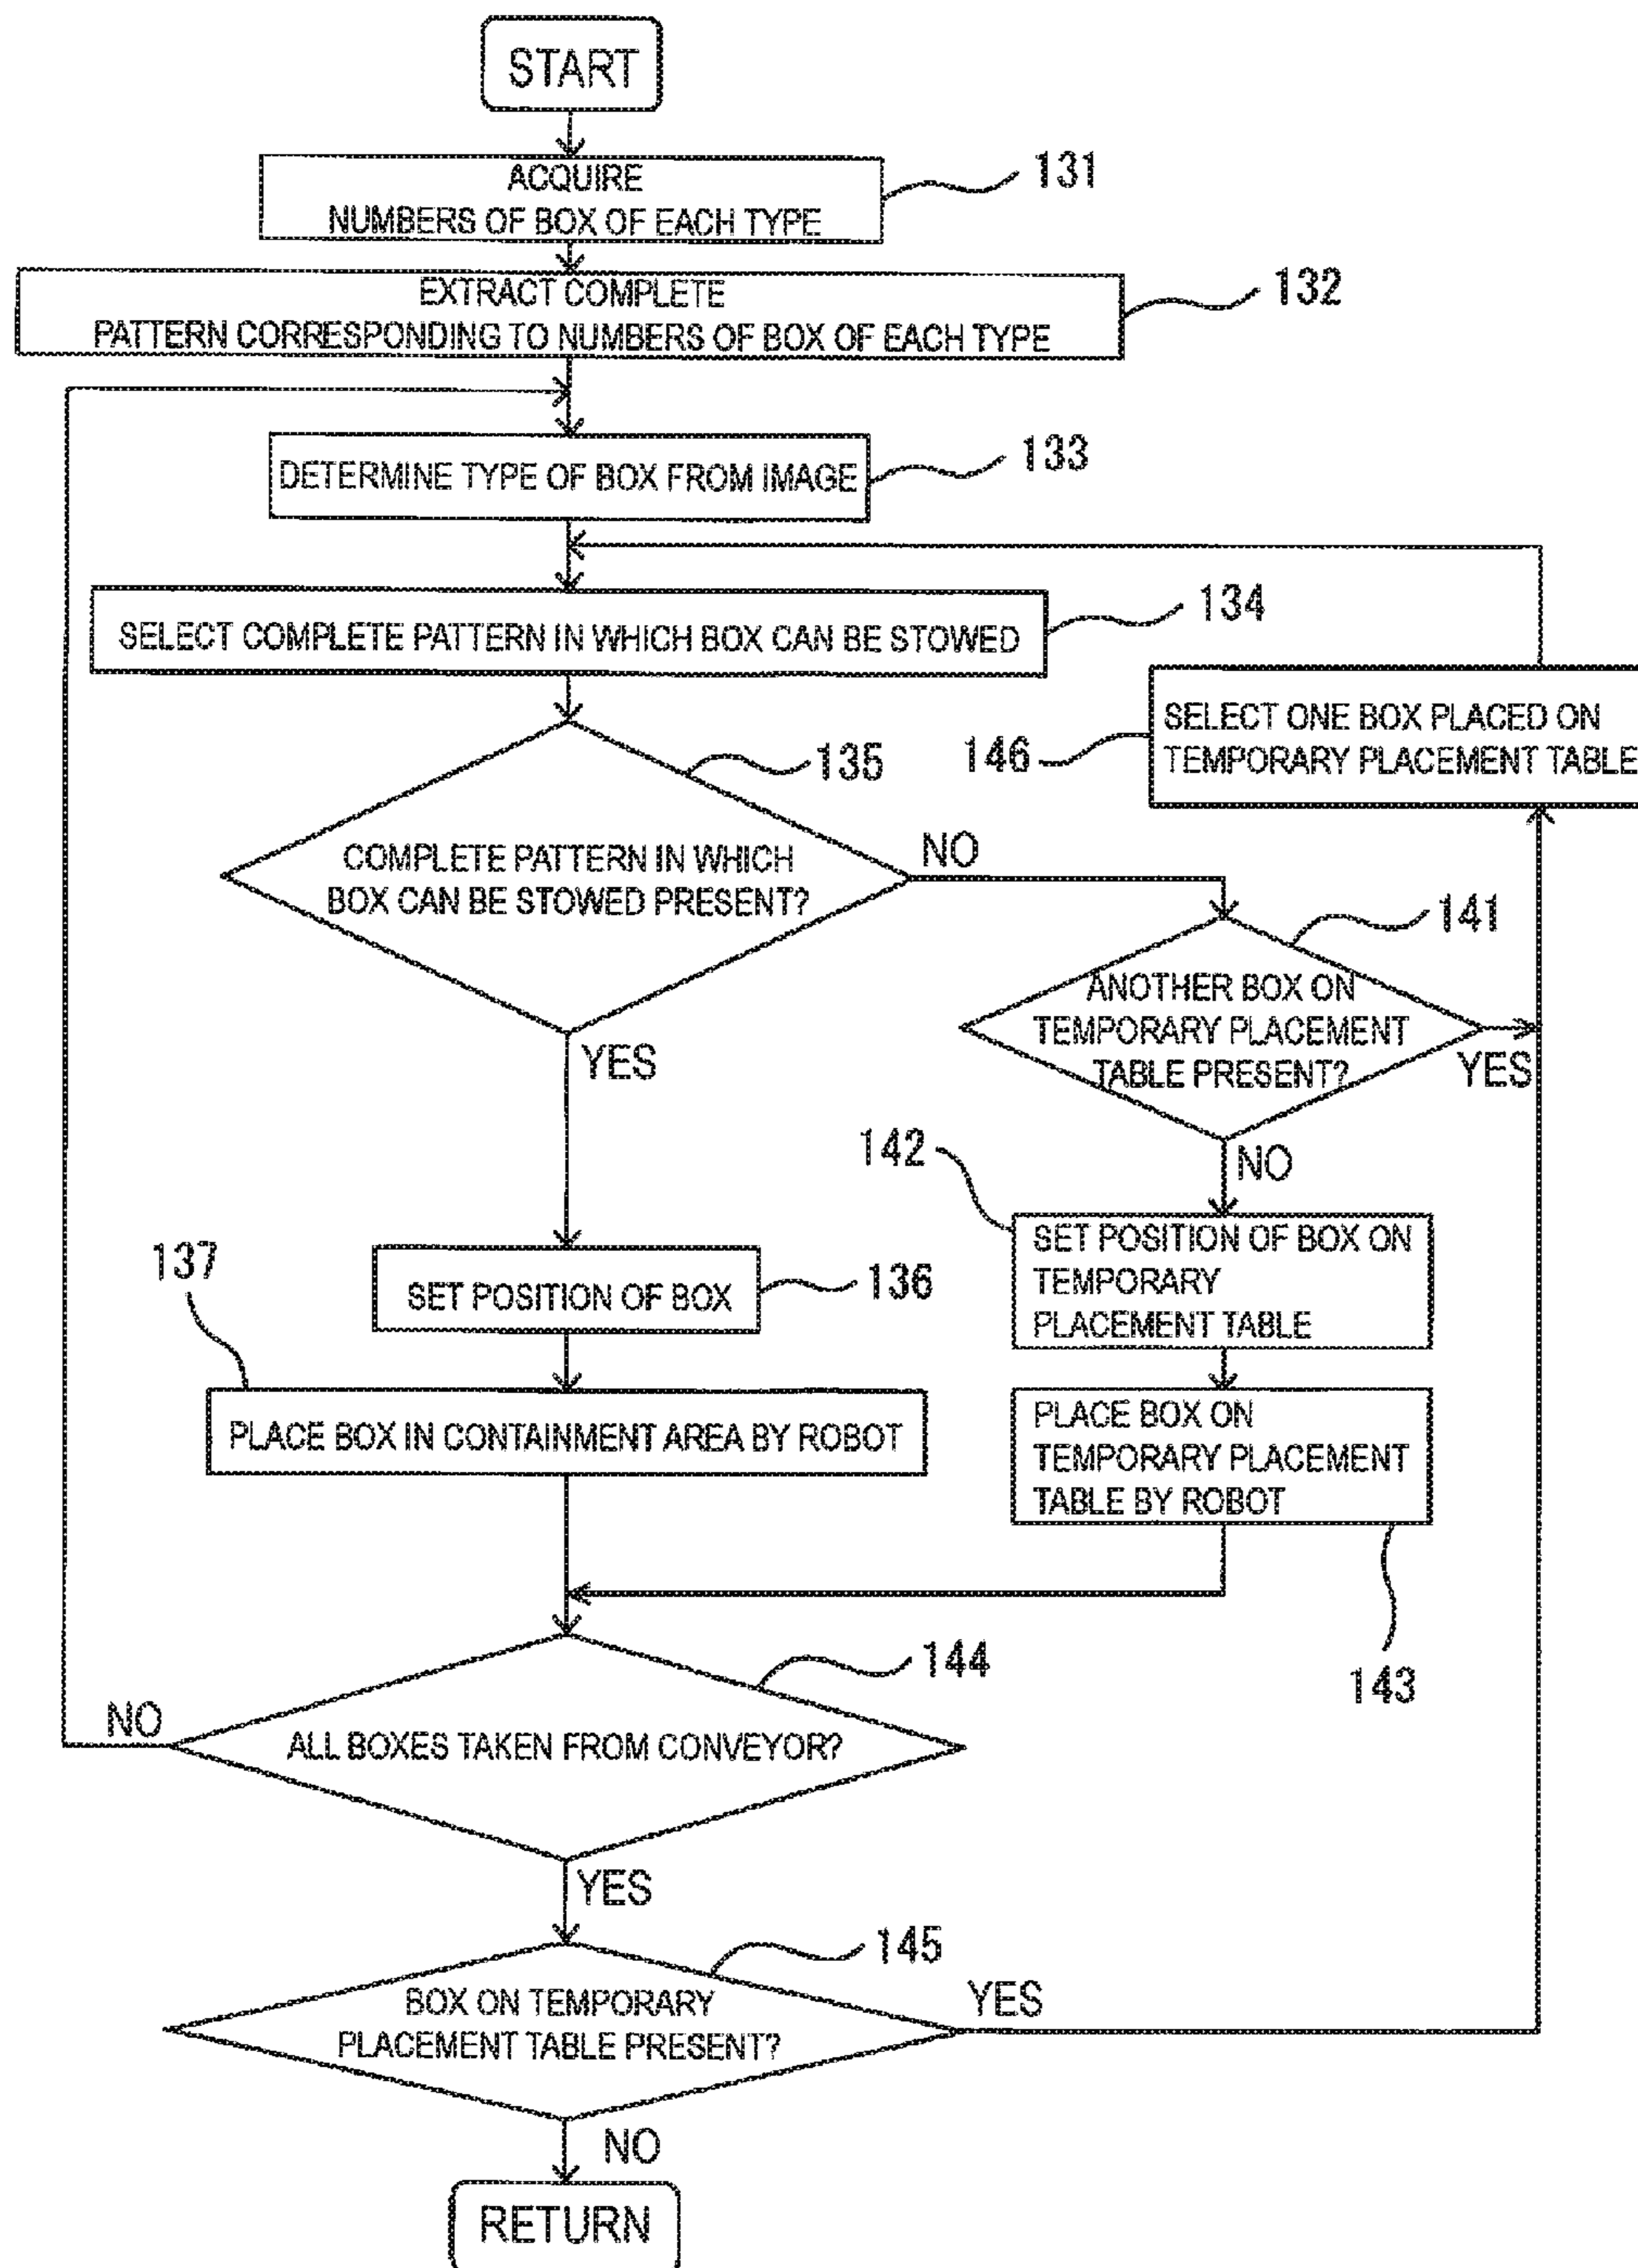 START
ACQUIRE
NUMBERS OF BOX OF EACH TYPE
131
EXTRACT COMPLETE
PATTERN CORRESPONDING TO NUMBERS OF BOX OF EACH TYPE
132
DETERMINE TYPE OF BOX FROM IMAGE
133
SELECT COMPLETE PATTERN IN WHICH BOX CAN BE STOWED
134
SELECT ONE BOX PLACED ON
TEMPORARY PLACEMENT TABLE
146
135
COMPLETE PATTERN IN WHICH
BOX CAN BE STOWED PRESENT?
NO
YES
141
ANOTHER BOX ON
TEMPORARY PLACEMENT
TABLE PRESENT?
YES
NO
142
SET POSITION OF BOX ON
TEMPORARY
PLACEMENT TABLE
137
SET POSITION OF BOX
136
PLACE BOX IN CONTAINMENT AREA BY ROBOT
PLACE BOX ON
TEMPORARY PLACEMENT
TABLE BY ROBOT
143
144
NO
ALL BOXES TAKEN FROM CONVEYOR?
YES
145
BOX ON TEMPORARY
PLACEMENT TABLE PRESENT?
YES
NO
RETURN